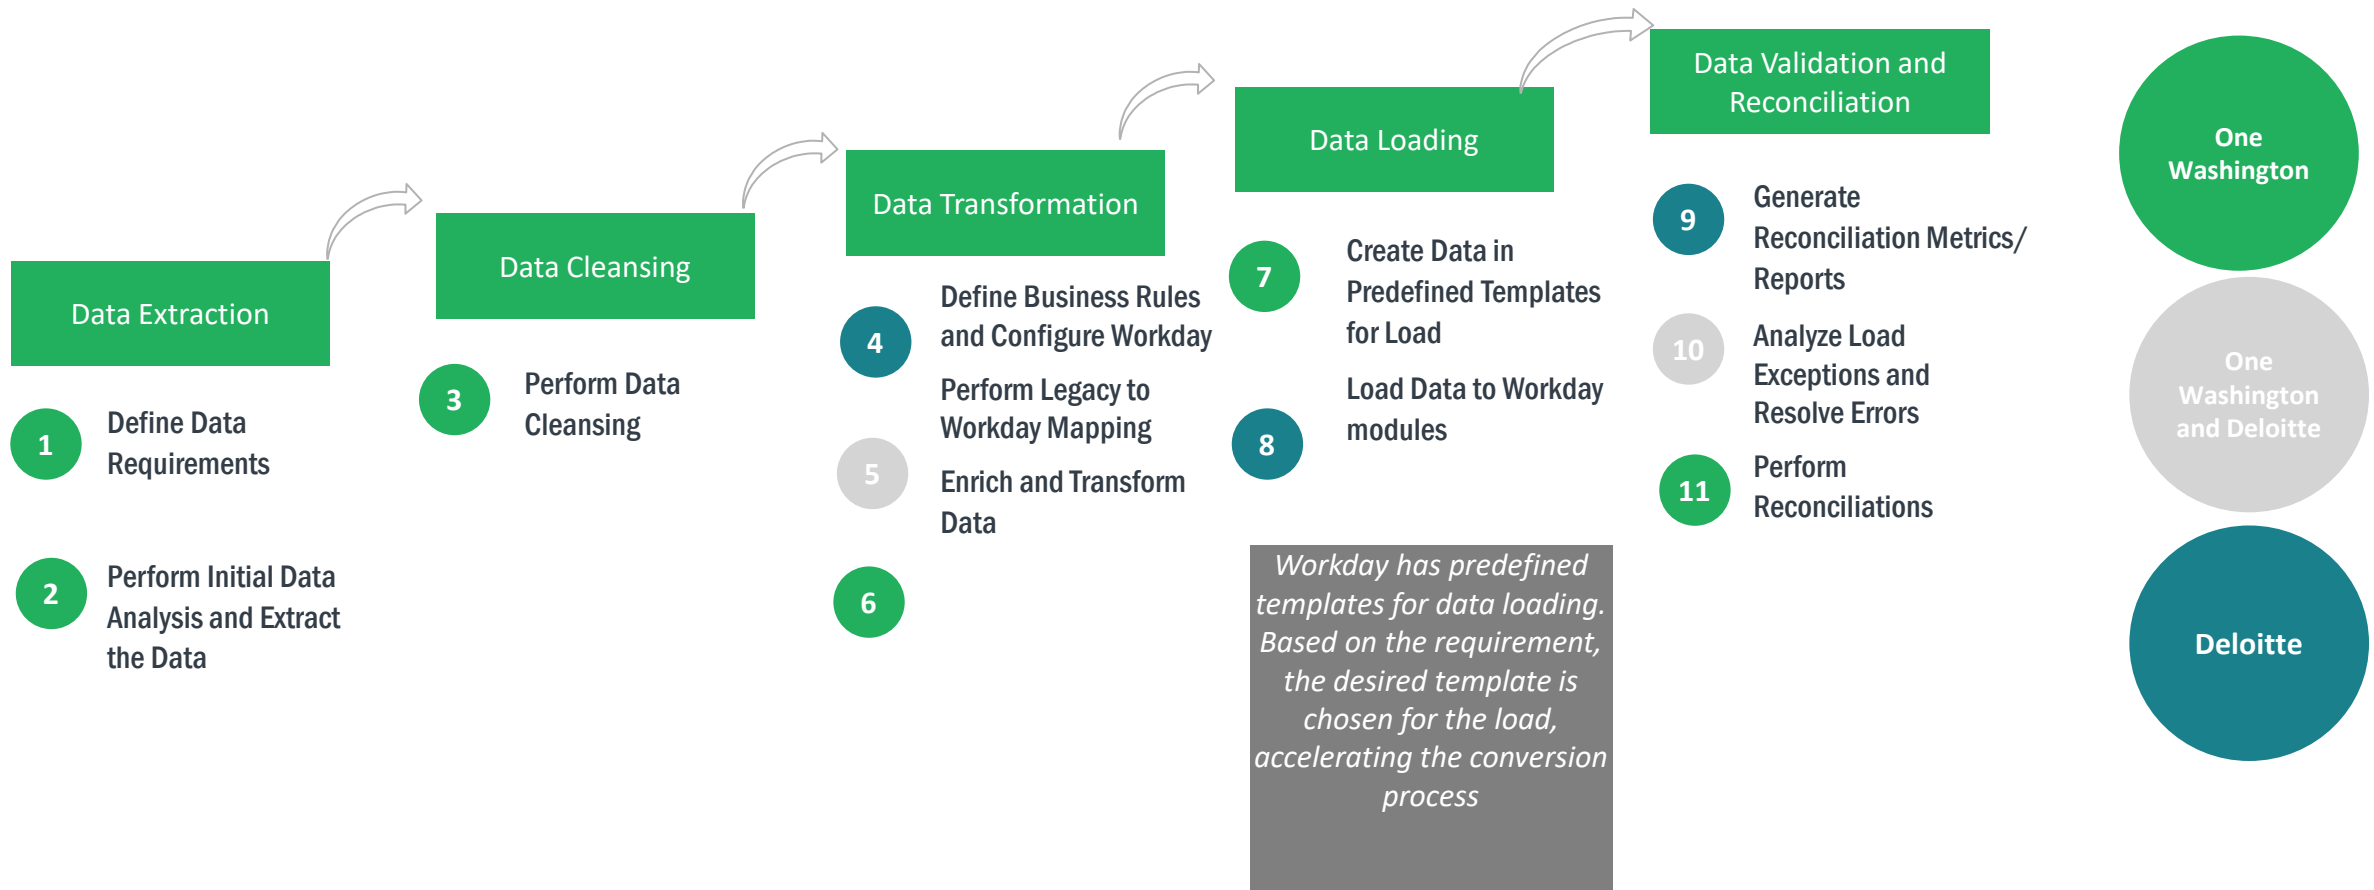 Data Extraction
1
Define Data
Requirements
2
Perform Initial Data
Analysis and Extract
the Data
Data Cleansing
3
Perform Data
Cleansing
Data Transformation
4
Define Business Rules
and Configure Workday
Perform Legacy to
Workday Mapping
5
Enrich and Transform
Data
6
Data Loading
7
Create Data in
Predefined Templates
for Load
8
Load Data to Workday
modules
Workday has predefined
templates for data loading.
Based on the requirement,
the desired template is
chosen for the load,
accelerating the conversion
process
Data Validation and
Reconciliation
9
Generate
Reconciliation Metrics/
Reports
10
Analyze Load
Exceptions and
Resolve Errors
11
Perform
Reconciliations
One
Washington
One
Washington
and Deloitte
Deloitte